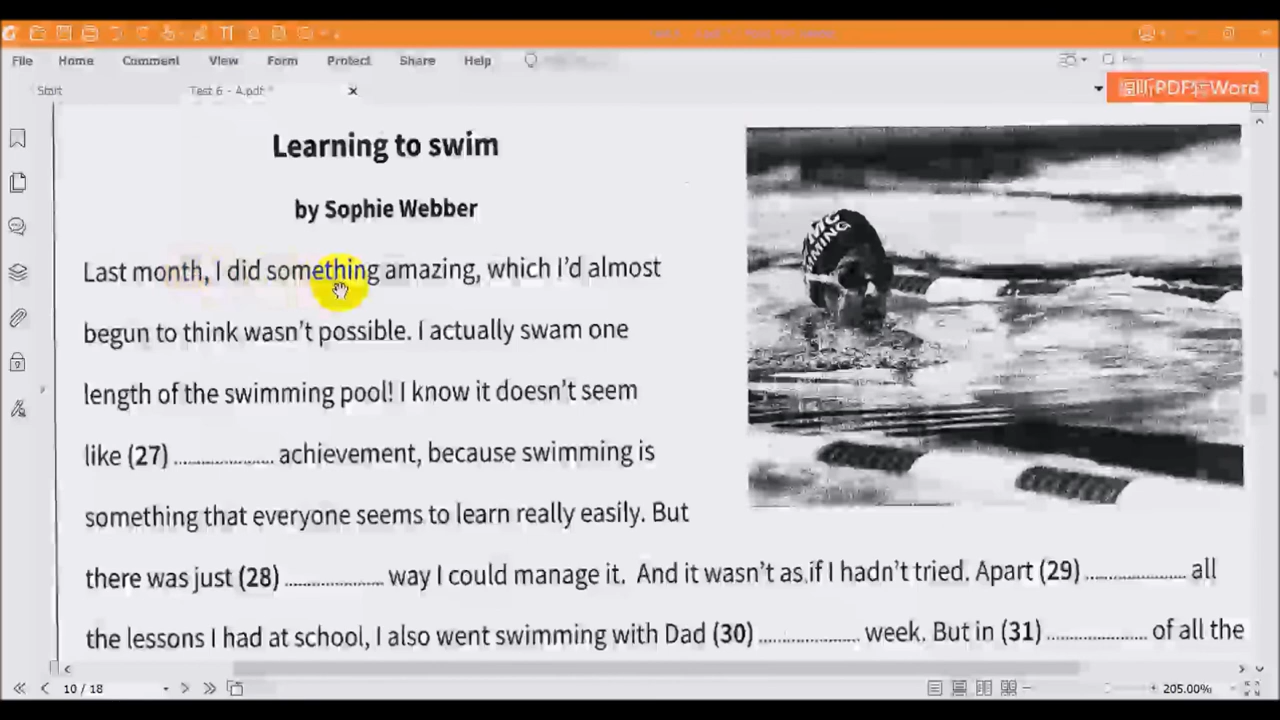 File Home Comment View Form Protect Share Help
Start Test 6 - A.pdf *
PDF Word
Learning to swim
by Sophie Webber
Last month, I did something amazing, which I'd almost
begun to think wasn't possible. I actually swam one
length of the swimming pool! I know it doesn't seem
like (27) .................... achievement, because swimming is
something that everyone seems to learn really easily. But
there was just (28) .................... way I could manage it. And it wasn't as if I hadn't tried. Apart (29) .................... all
the lessons I had at school, I also went swimming with Dad (30) .................... week. But in (31) .................... of all the
10 / 18
205.00%